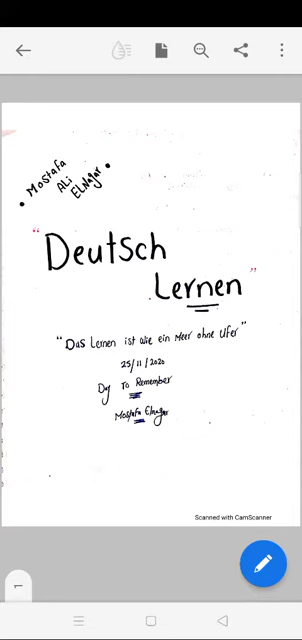 • Mostafa
ALi
ELNagar •
"Deutsch
Lernen"
"Das Lernen ist wie ein Meer ohne Ufer"
25/11/2020
Day To Remember
Mostafa Elnagar
Scanned with CamScanner
1